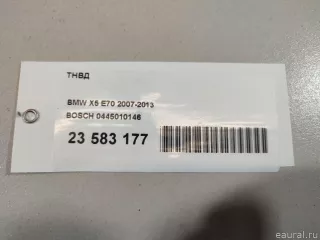 ТНВД
BMW X5 E70 2007-2013
BOSCH 0445010146
23 583 177
© eaural.ru